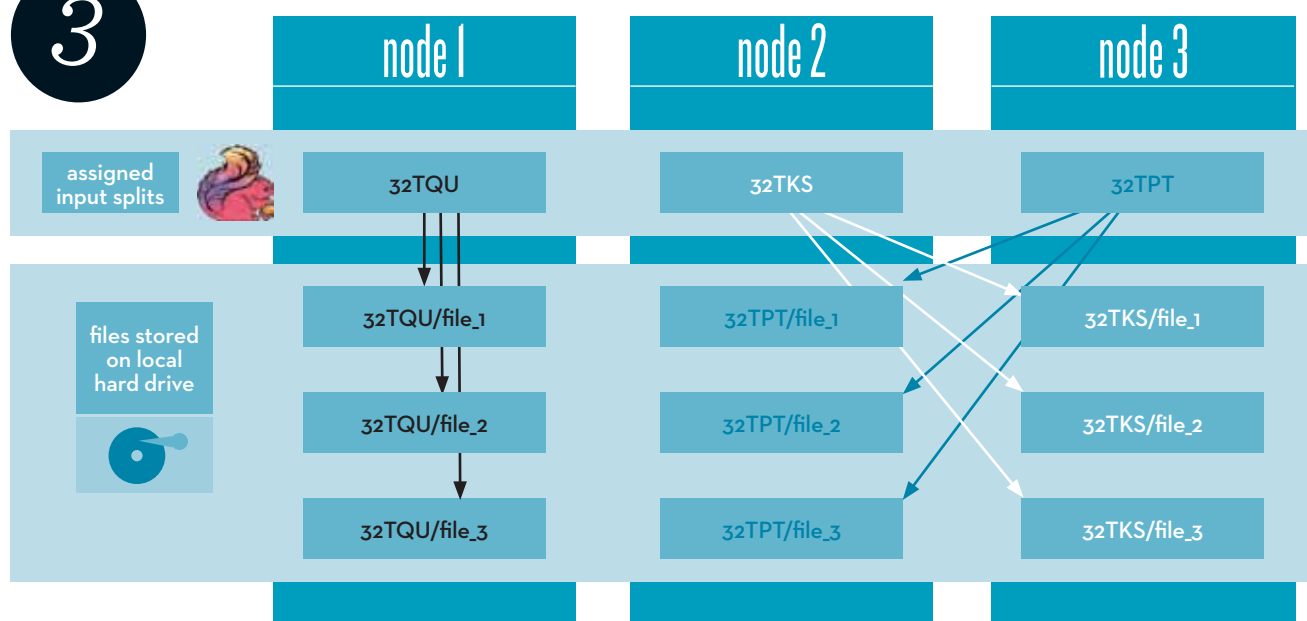 3
node 1
node 2
node 3
assigned
input splits
32TQU
32TKS
32TPT
files stored
on local
hard drive
32TQU/file_1
32TPT/file_1
32TKS/file_1
32TQU/file_2
32TPT/file_2
32TKS/file_2
32TQU/file_3
32TPT/file_3
32TKS/file_3